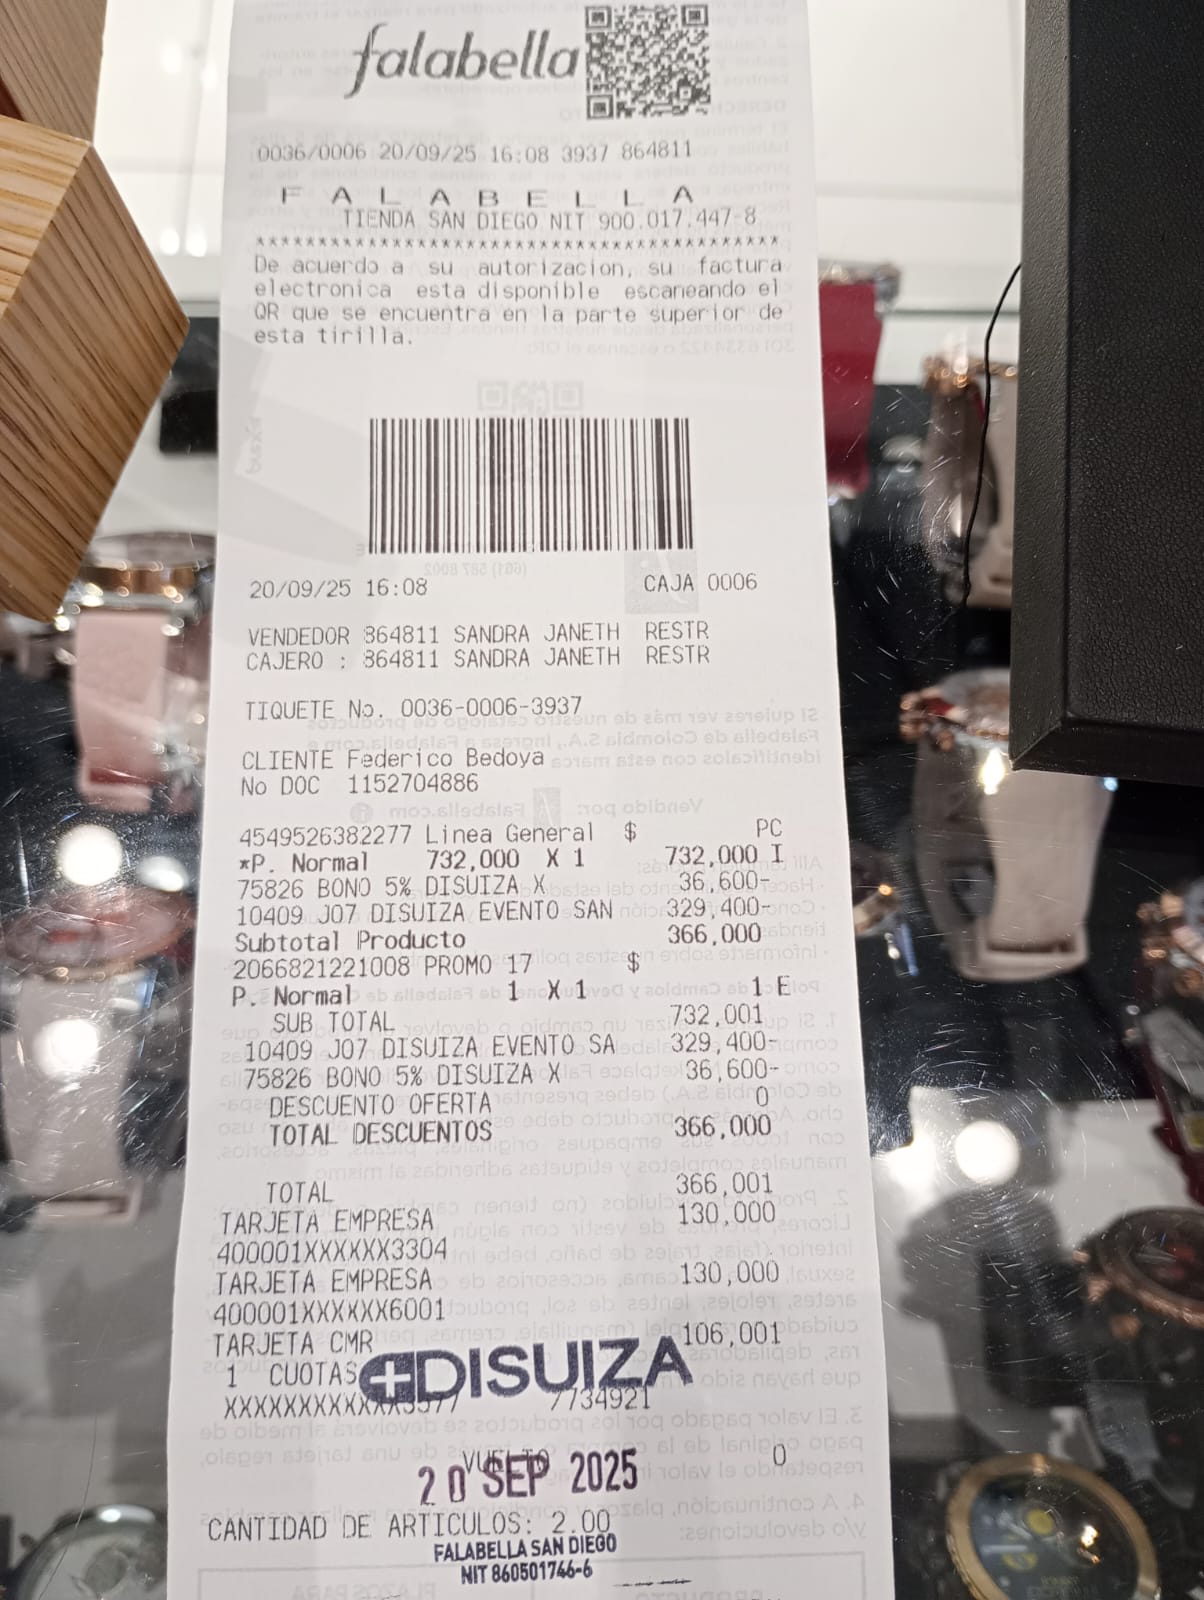 falabella
0036/0006 20/09/25 16:08 3937 864811
F A L A B E L L A
TIENDA SAN DIEGO NIT 900.017.447-8
******************************************
De acuerdo a su autorizacion, su factura
electronica esta disponible escaneando el
QR que se encuentra en la parte superior de
esta tirilla.
20/09/25 16:08 CAJA 0006
VENDEDOR 864811 SANDRA JANETH RESTR
CAJERO : 864811 SANDRA JANETH RESTR
TIQUETE No. 0036-0006-3937
CLIENTE Federico Bedoya
No DOC 1152704886
4549526382277 Linea General $ PC
*P. Normal 732,000 X 1 732,000 I
75826 BONO 5% DISUIZA X 36,600-
10409 J07 DISUIZA EVENTO SAN 329,400-
Subtotal Producto 366,000
2066821221008 PROMO 17 $
P. Normal 1 X 1 1 E
SUB TOTAL 732,001
10409 J07 DISUIZA EVENTO SA 329,400-
75826 BONO 5% DISUIZA X 36,600-
DESCUENTO OFERTA 0
TOTAL DESCUENTOS 366,000
TOTAL 366,001
TARJETA EMPRESA 130,000
400001XXXXXX3304
TARJETA EMPRESA 130,000
400001XXXXXX6001
TARJETA CMR 106,001
1 CUOTAS
DISUIZA
7734921
VUELTO 0
20 SEP 2025
CANTIDAD DE ARTICULOS: 2.00
FALABELLA SAN DIEGO
NIT 860501746-6